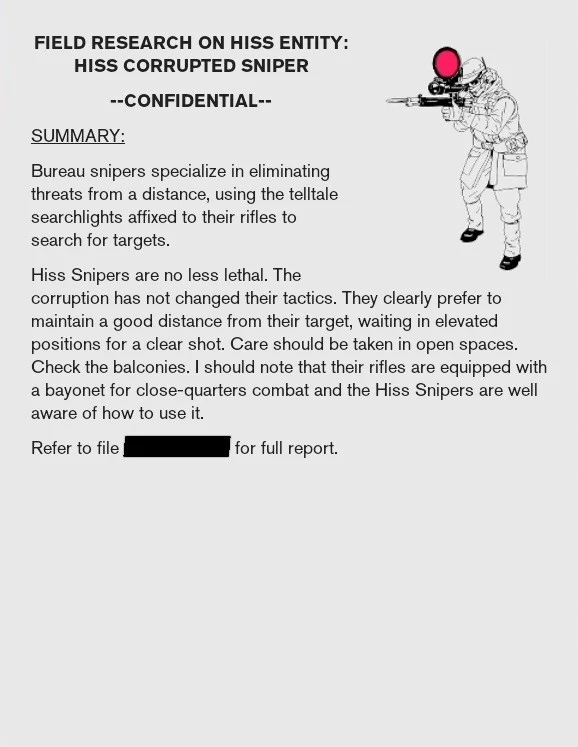 FIELD RESEARCH ON HISS ENTITY:
HISS CORRUPTED SNIPER
--CONFIDENTIAL--
SUMMARY:
Bureau snipers specialize in eliminating
threats from a distance, using the telltale
searchlights affixed to their rifles to
search for targets.
Hiss Snipers are no less lethal. The
corruption has not changed their tactics. They clearly prefer to
maintain a good distance from their target, waiting in elevated
positions for a clear shot. Care should be taken in open spaces.
Check the balconies. I should note that their rifles are equipped with
a bayonet for close-quarters combat and the Hiss Snipers are well
aware of how to use it.
Refer to file for full report.